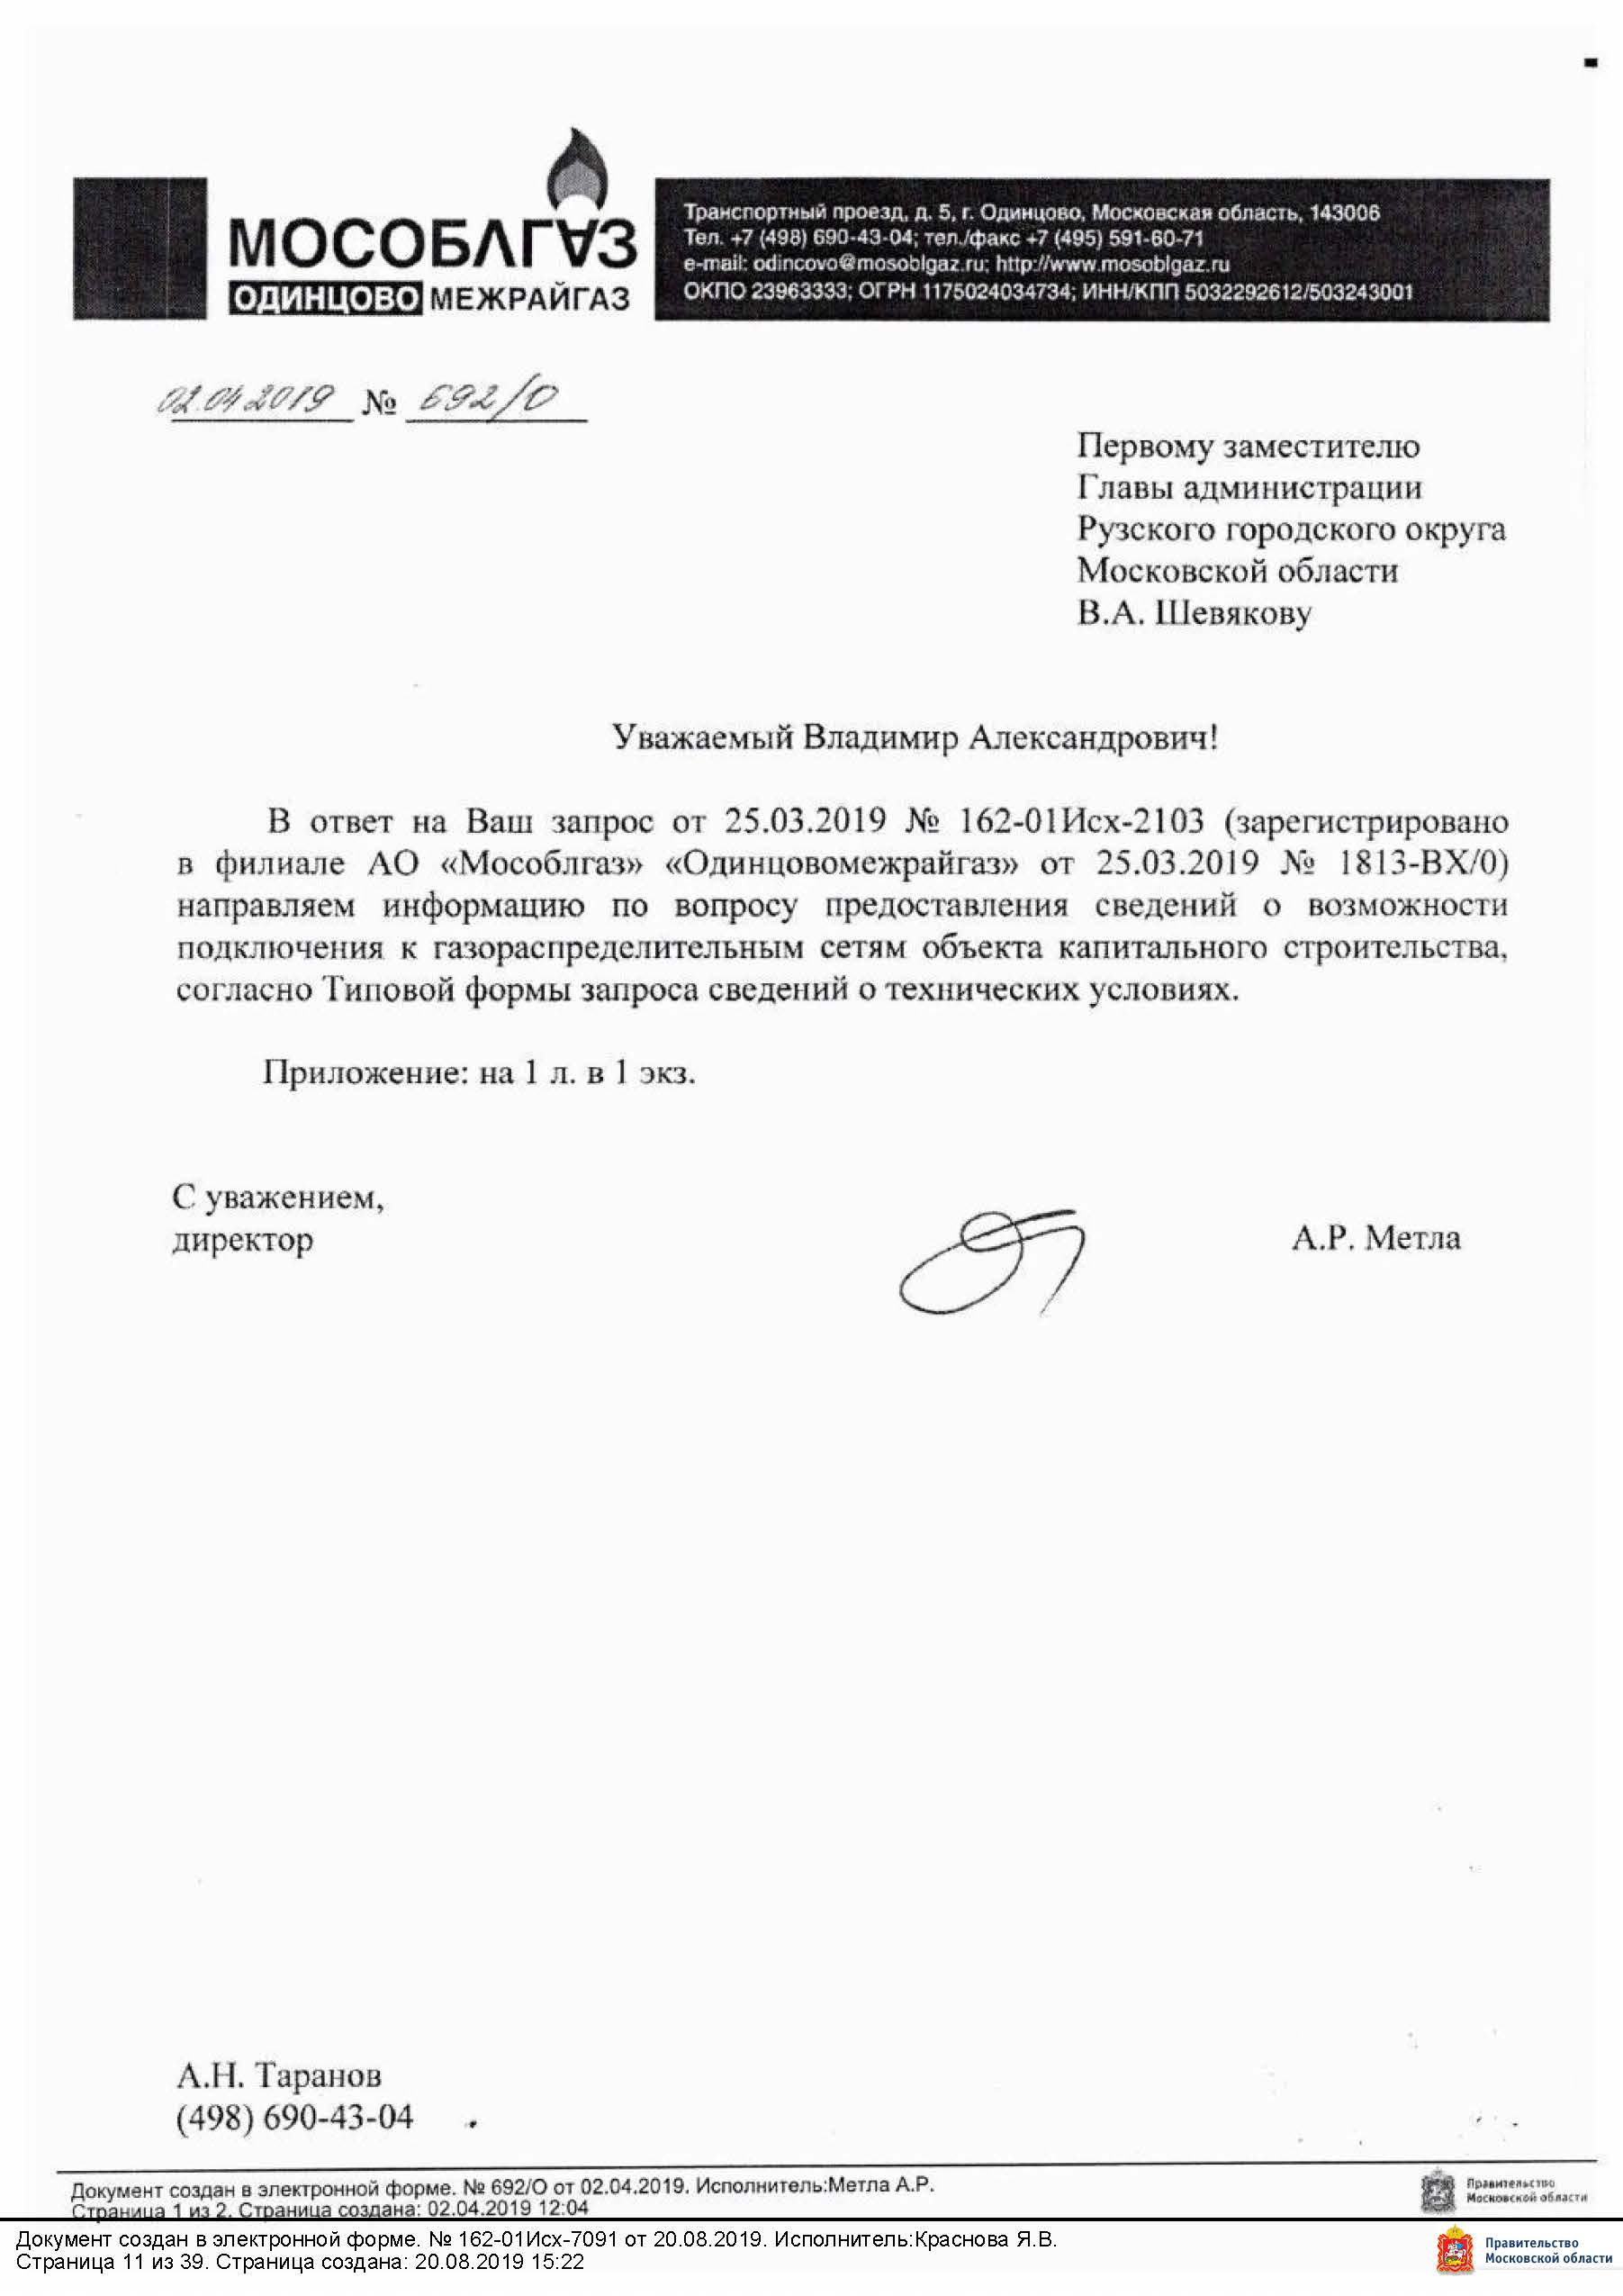 МОСОБЛГАЗ
ОДИНЦОВО МЕЖРАЙГАЗ
Транспортный проезд, д. 5, г. Одинцово, Московская область, 143006
Тел. +7 (498) 690-43-04; тел./факс +7 (495) 591-60-71
e-mail: odincovo@mosoblgaz.ru; http://www.mosoblgaz.ru
ОКПО 23963333; ОГРН 1175024034734; ИНН/КПП 5032292612/503243001
02.04.2019 № 692/О
Первому заместителю
Главы администрации
Рузского городского округа
Московской области
В.А. Шевякову
Уважаемый Владимир Александрович!
В ответ на Ваш запрос от 25.03.2019 № 162-01Исх-2103 (зарегистрировано
в филиале АО «Мособлгаз» «Одинцовомежрайгаз» от 25.03.2019 № 1813-ВХ/0)
направляем информацию по вопросу предоставления сведений о возможности
подключения к газораспределительным сетям объекта капитального строительства,
согласно Типовой формы запроса сведений о технических условиях.
Приложение: на 1 л. в 1 экз.
С уважением,
директор
А.Р. Метла
А.Н. Таранов
(498) 690-43-04
Документ создан в электронной форме. № 692/О от 02.04.2019. Исполнитель:Метла А.Р.
Страница 1 из 2. Страница создана: 02.04.2019 12:04
Правительство
Московской области
Документ создан в электронной форме. № 162-01Исх-7091 от 20.08.2019. Исполнитель:Краснова Я.В.
Страница 11 из 39. Страница создана: 20.08.2019 15:22
Правительство
Московской области